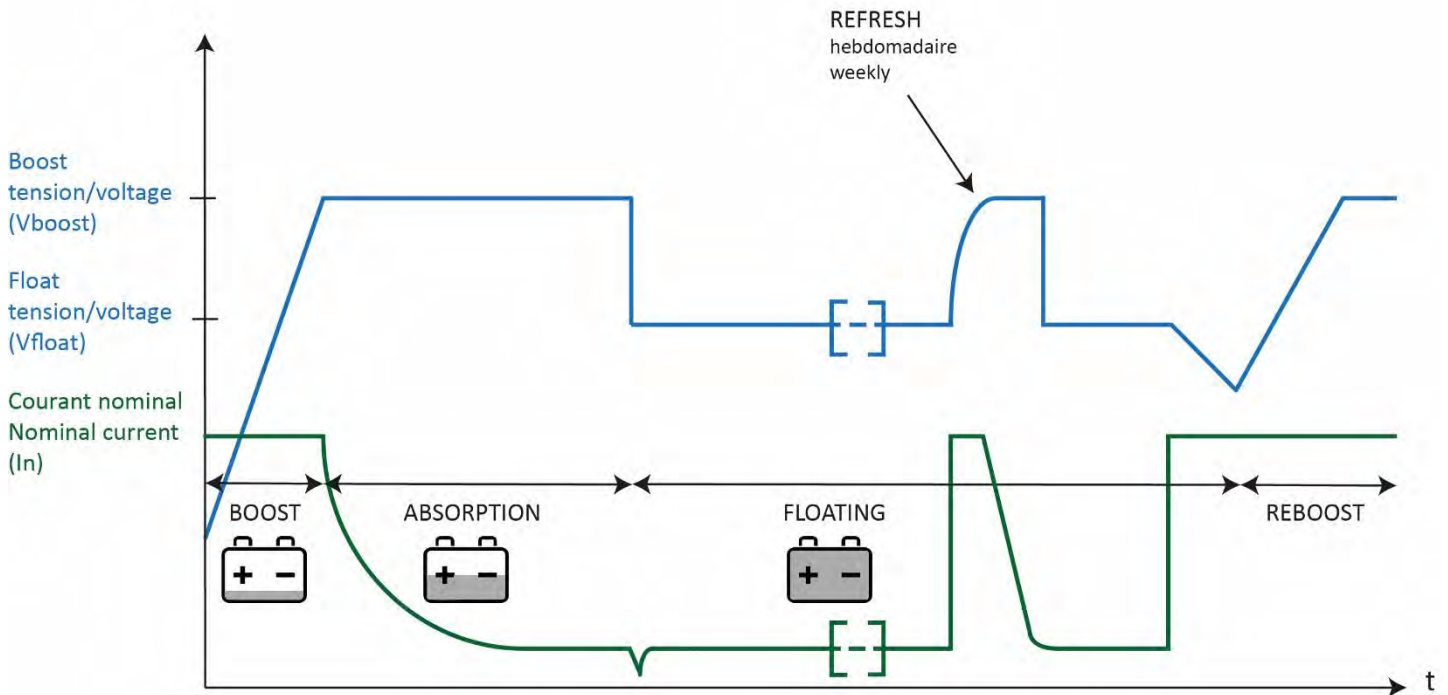 REFRESH
hebdomadaire
weekly
Boost
tension/voltage
(Vboost)
Float
tension/voltage
(Vfloat)
Courant nominal
Nominal current
(In)
BOOST
ABSORPTION
FLOATING
REBOOST
+ −
+ −
+ −
t